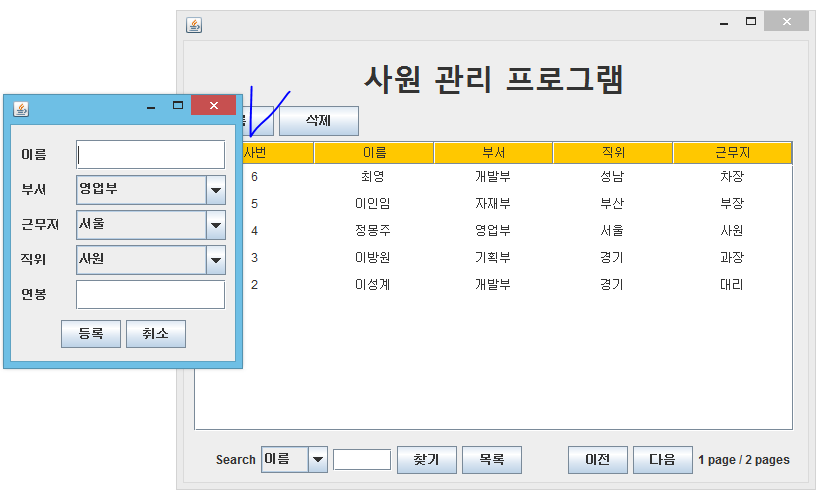 사원 관리 프로그램
삭제
사번 이름 부서 직위 근무지
6 최영 개발부 성남 차장
5 이인임 자재부 부산 부장
4 정몽주 영업부 서울 사원
3 이방원 기획부 경기 과장
2 이성계 개발부 경기 대리
Search 이름 찾기 목록 이전 다음 1 page / 2 pages
이름
부서 영업부
근무지 서울
직위 사원
연봉
등록 취소